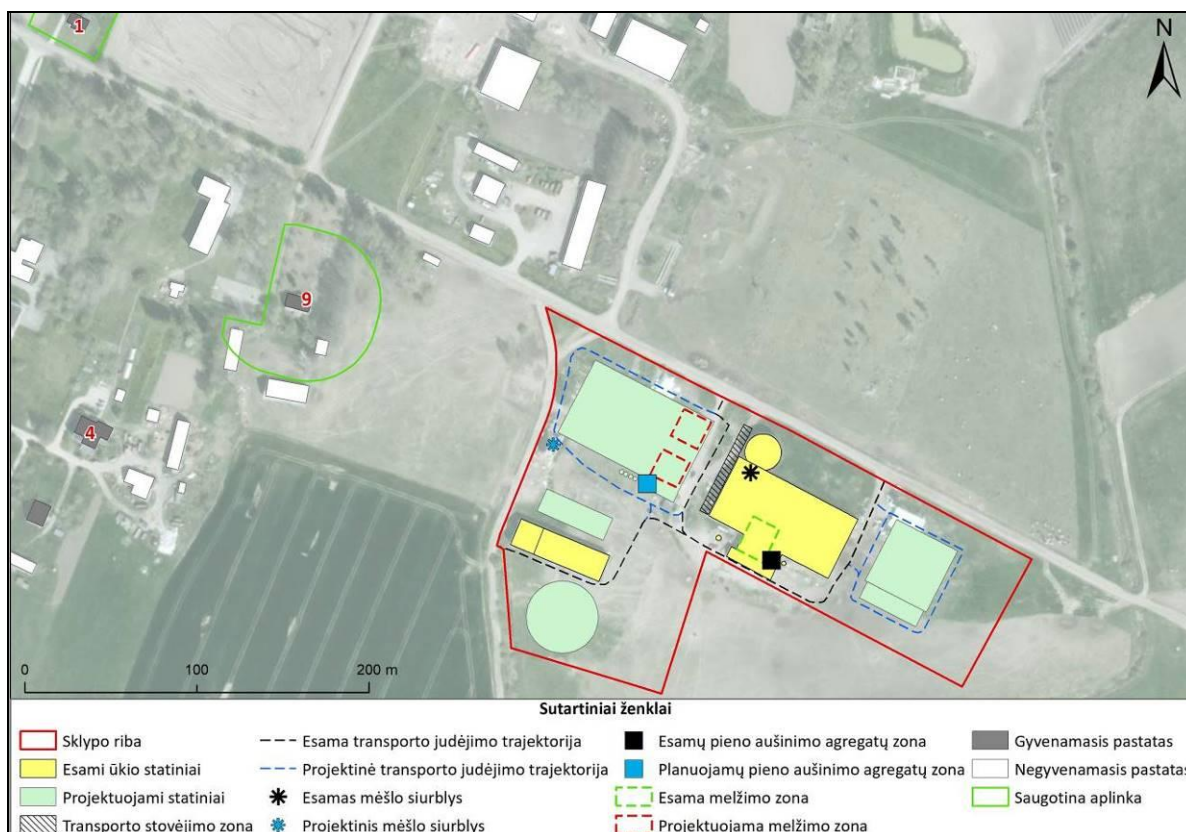 1
N
9
4
0 100 200 m
Sutartiniai ženklai
Sklypo riba
Esami ūkio statiniai
Projektuojami statiniai
Transporto stovėjimo zona
Esama transporto judėjimo trajektorija
Projektinė transporto judėjimo trajektorija
Esamas mėšlo siurblys
Projektinis mėšlo siurblys
Esamų pieno aušinimo agregatų zona
Planuojamų pieno aušinimo agregatų zona
Esama melžimo zona
Projektuojama melžimo zona
Gyvenamasis pastatas
Negyvenamasis pastatas
Saugotina aplinka